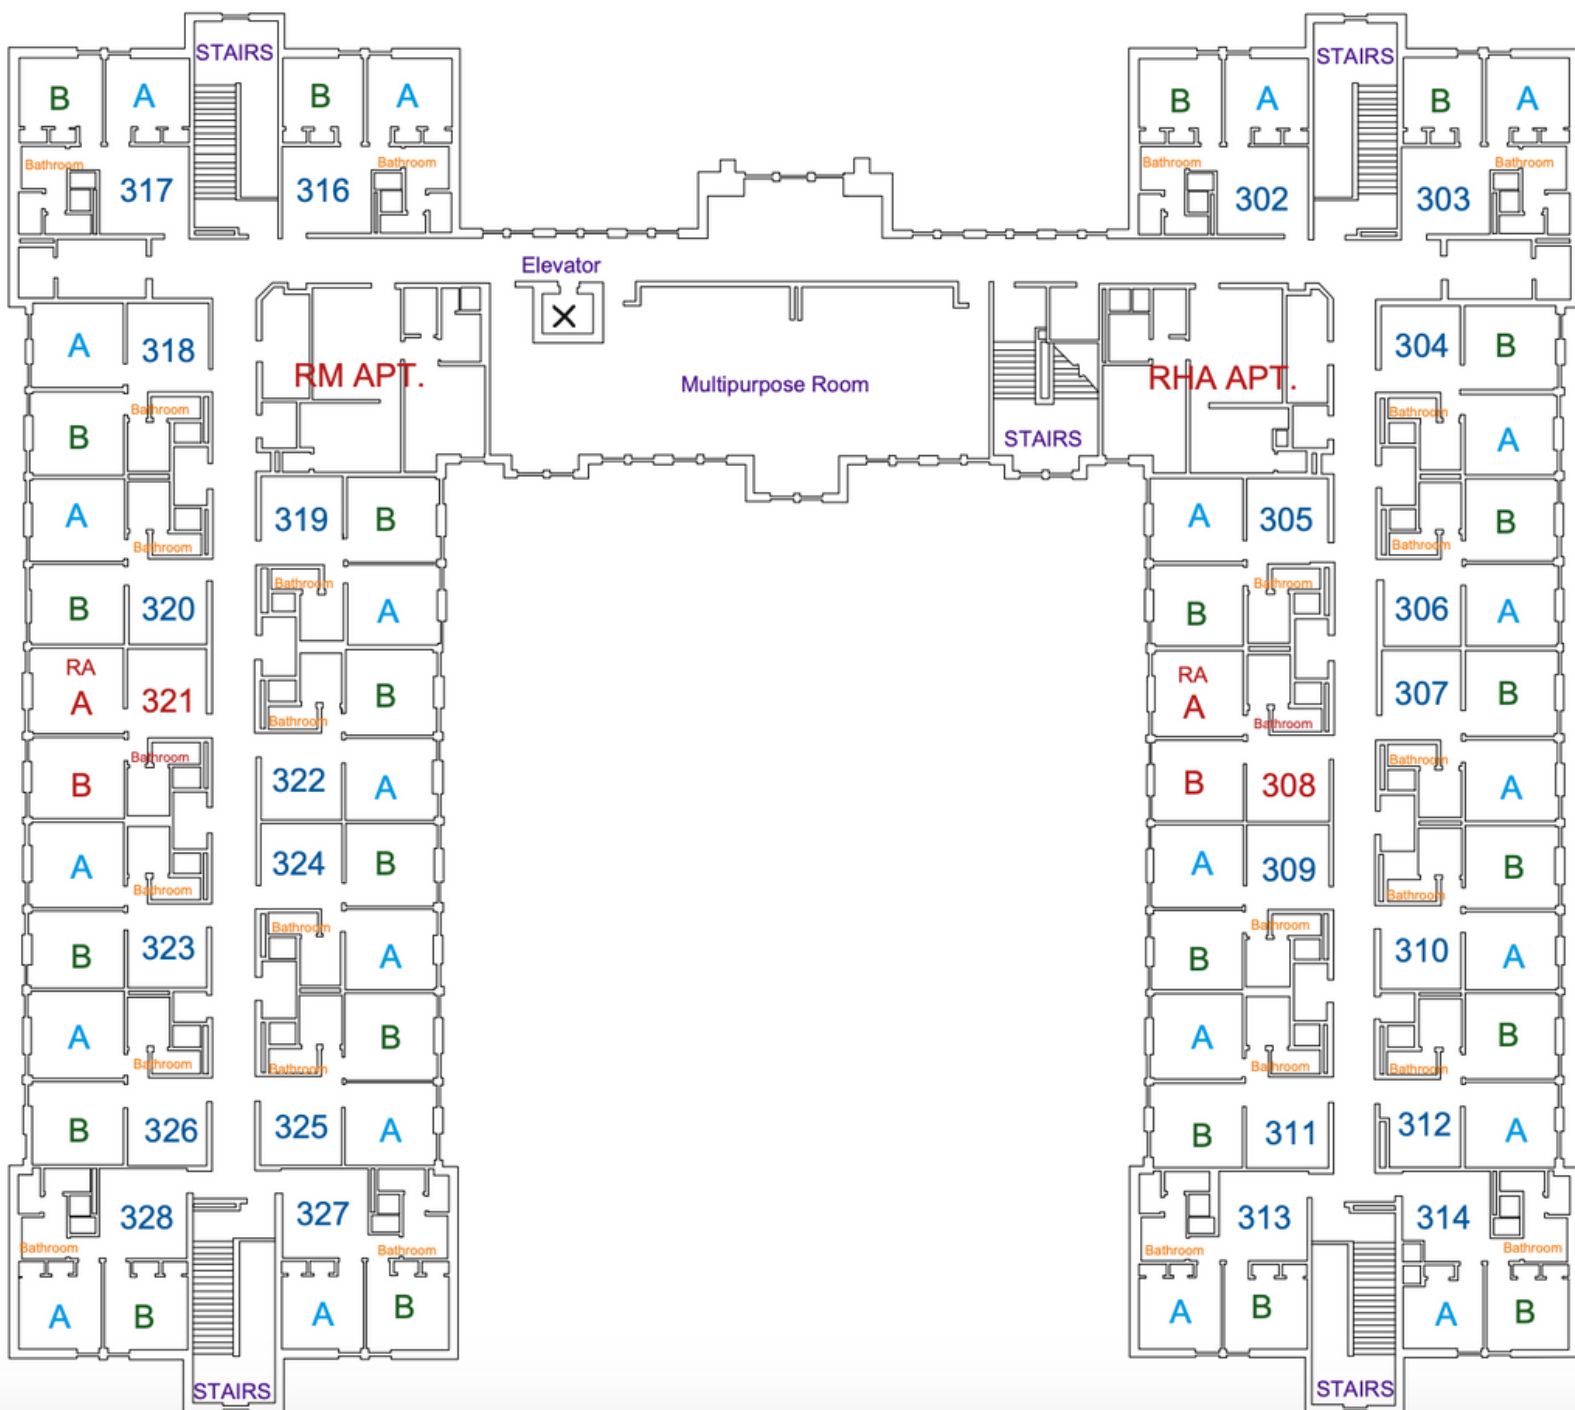 STAIRS
STAIRS
B A B A B A B A
Bathroom Bathroom Bathroom Bathroom
317 316 302 303
Elevator
A 318 304 B
RM APT. Multipurpose Room RHA APT.
Bathroom Bathroom
B STAIRS A
A 319 B A 305 B
Bathroom Bathroom
Bathroom Bathroom
B 320 A B 306 A
RA RA
A 321 B A 307 B
Bathroom Bathroom
Bathroom Bathroom
B 322 A B 308 A
A 324 B A 309 B
Bathroom Bathroom
Bathroom Bathroom
B 323 A B 310 A
A B A B
Bathroom Bathroom Bathroom Bathroom
B 326 325 A B 311 312 A
328 327 313 314
Bathroom Bathroom Bathroom Bathroom
A B A B A B A B
STAIRS STAIRS